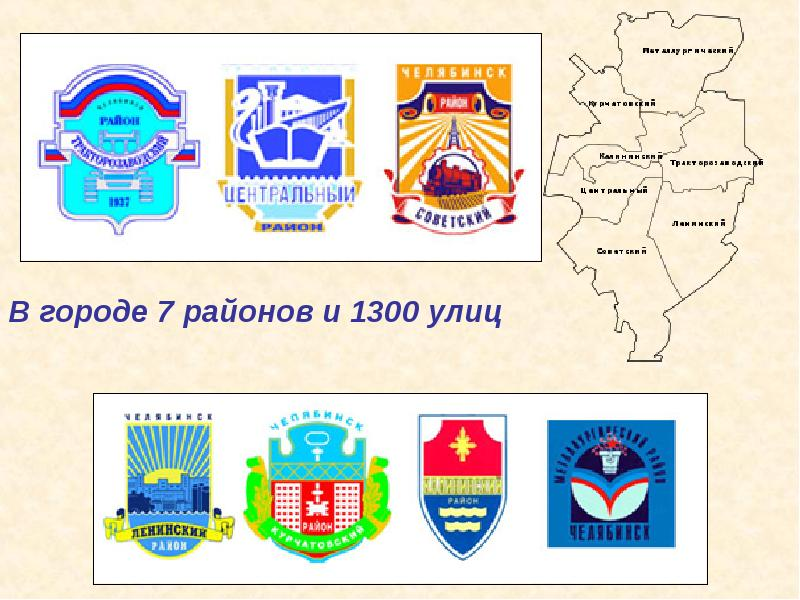 ЧЕЛЯБИНСК
РАЙОН
ТРАКТОРОЗАВОДСКИЙ
1937
ЦЕНТРАЛЬНЫЙ
РАЙОН
ЧЕЛЯБИНСК
РАЙОН
СОВЕТСКИЙ
Металлургический
Курчатовский
Калининский
Тракторозаводский
Центральный
Ленинский
Советский
В городе 7 районов и 1300 улиц
ЧЕЛЯБИНСК
ЛЕНИНСКИЙ
РАЙОН
ЧЕЛЯБИНСК
РАЙОН
КУРЧАТОВСКИЙ
КАЛИНИНСКИЙ
РАЙОН
МЕТАЛЛУРГИЧЕСКИЙ РАЙОН
ЧЕЛЯБИНСК